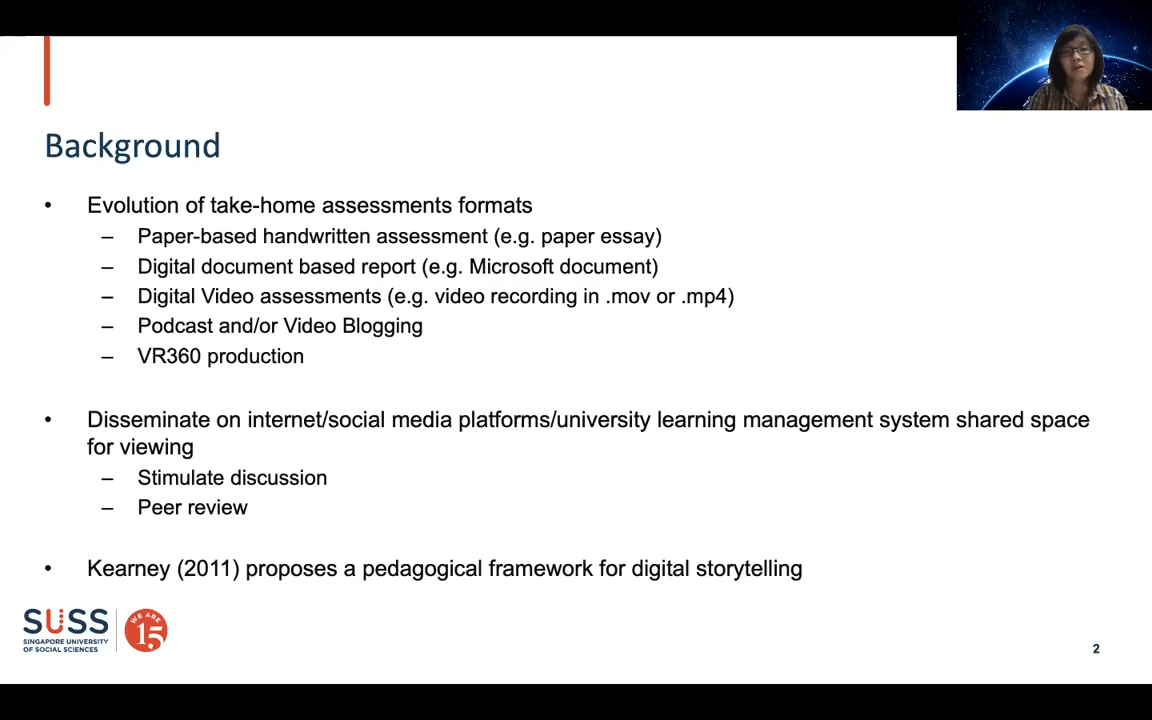 Background
• Evolution of take-home assessments formats
– Paper-based handwritten assessment (e.g. paper essay)
– Digital document based report (e.g. Microsoft document)
– Digital Video assessments (e.g. video recording in .mov or .mp4)
– Podcast and/or Video Blogging
– VR360 production
• Disseminate on internet/social media platforms/university learning management system shared space
for viewing
– Stimulate discussion
– Peer review
• Kearney (2011) proposes a pedagogical framework for digital storytelling
SUSS
SINGAPORE UNIVERSITY
OF SOCIAL SCIENCES
WE ARE
15
2